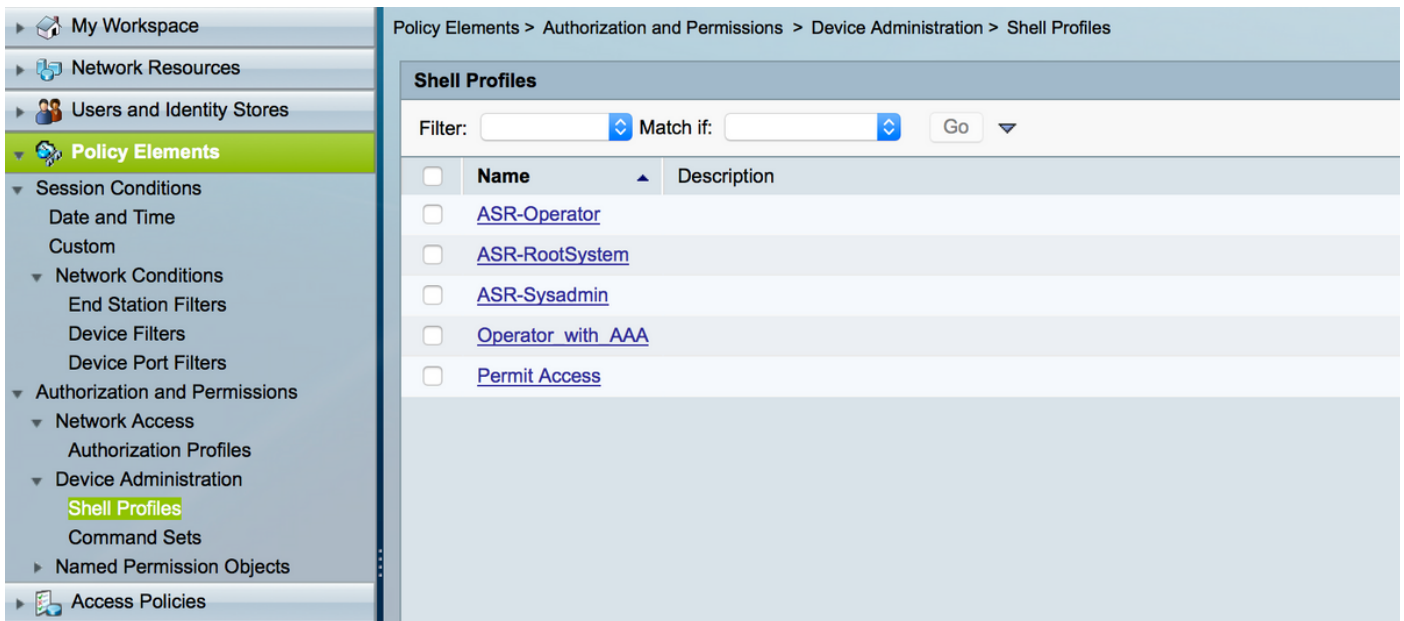 My Workspace
Network Resources
Users and Identity Stores
Policy Elements
Session Conditions
Date and Time
Custom
Network Conditions
End Station Filters
Device Filters
Device Port Filters
Authorization and Permissions
Network Access
Authorization Profiles
Device Administration
Shell Profiles
Command Sets
Named Permission Objects
Access Policies
Policy Elements > Authorization and Permissions > Device Administration > Shell Profiles
Shell Profiles
Filter: Match if: Go
Name Description
ASR-Operator
ASR-RootSystem
ASR-Sysadmin
Operator_with_AAA
Permit Access